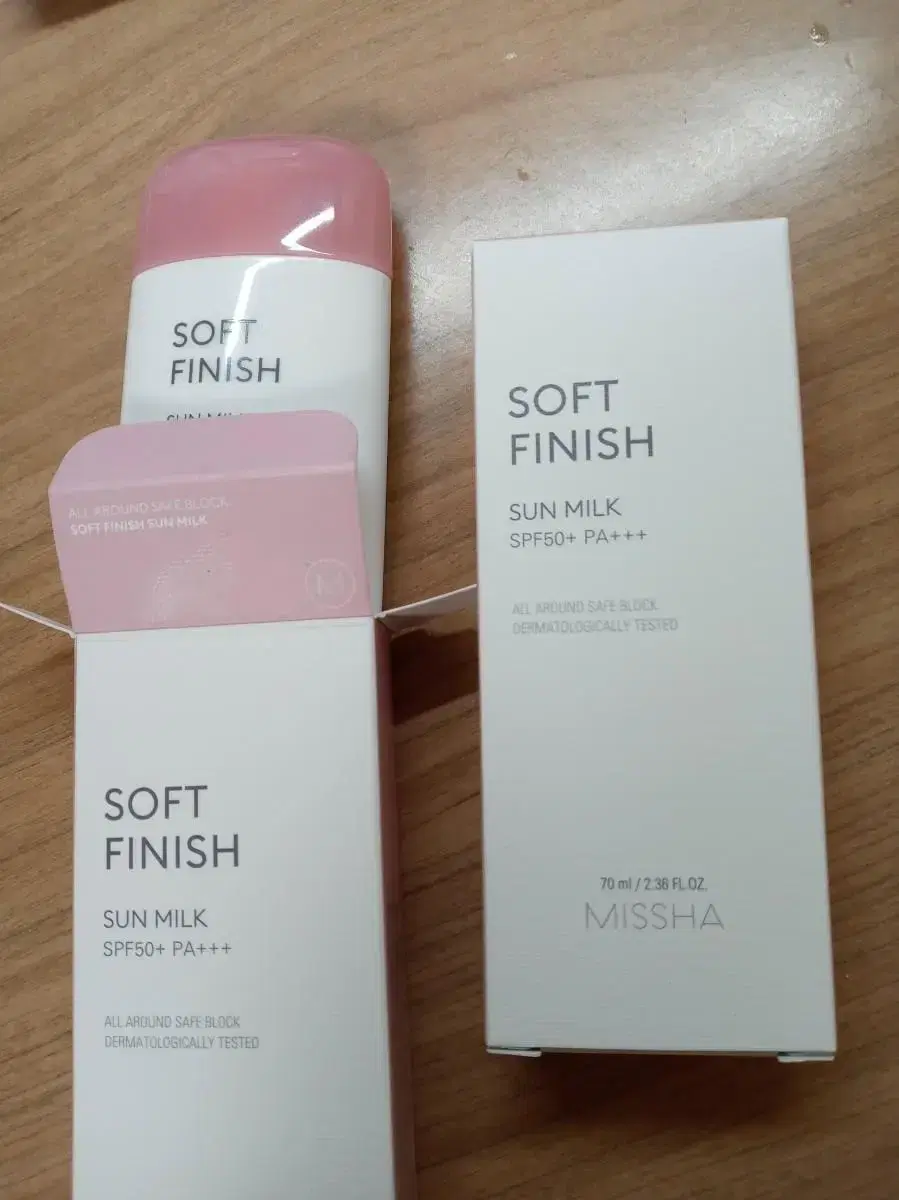 SOFT
FINISH
SUN MILK
ALL AROUND SAFE BLOCK
SOFT FINISH SUN MILK
M
SOFT
FINISH
SUN MILK
SPF50+ PA+++
ALL AROUND SAFE BLOCK
DERMATOLOGICALLY TESTED
SOFT
FINISH
SUN MILK
SPF50+ PA+++
ALL AROUND SAFE BLOCK
DERMATOLOGICALLY TESTED
70 ml / 2.36 FL.OZ.
MISSHA